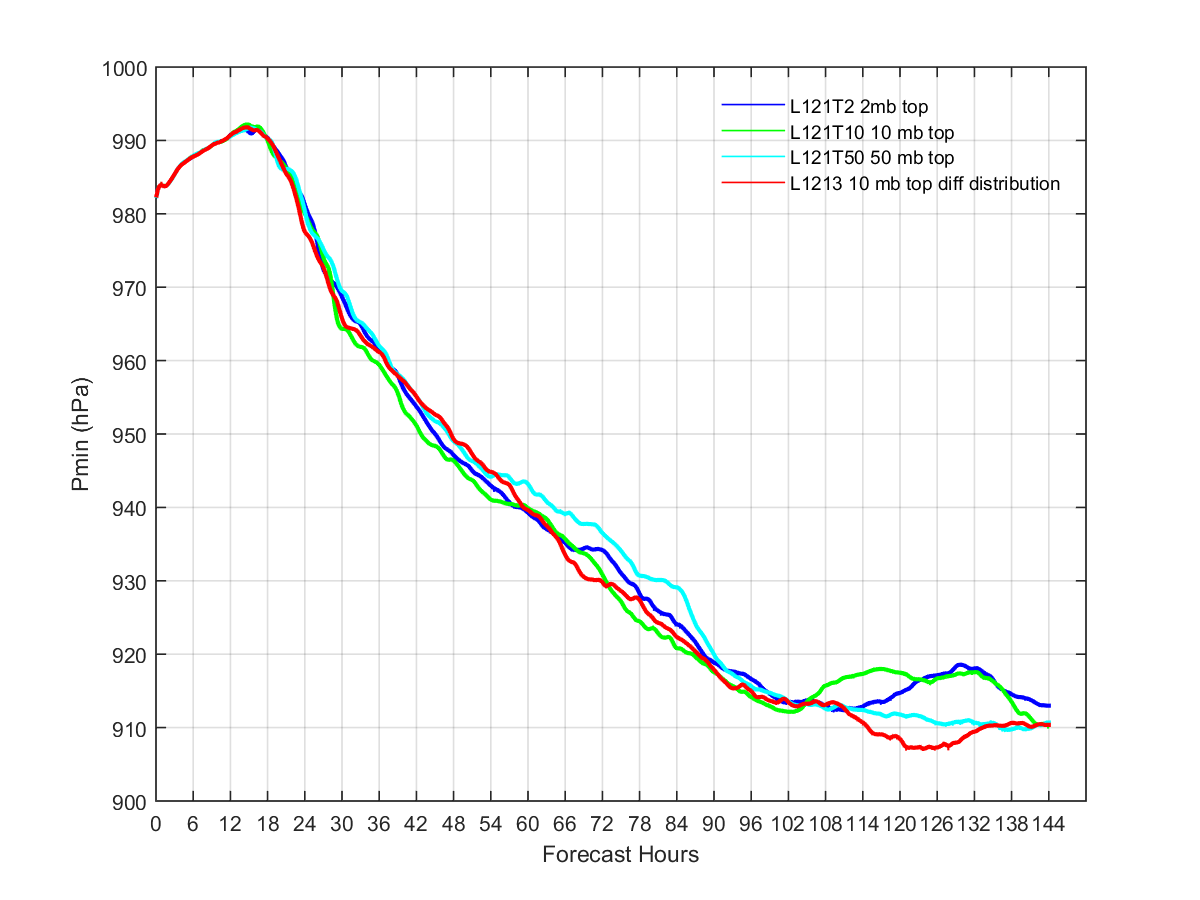 1000
990
980
970
960
950
940
930
920
910
900
Pmin (hPa)
L121T2 2mb top
L121T10 10 mb top
L121T50 50 mb top
L1213 10 mb top diff distribution
0 6 12 18 24 30 36 42 48 54 60 66 72 78 84 90 96 102 108 114 120 126 132 138 144
Forecast Hours